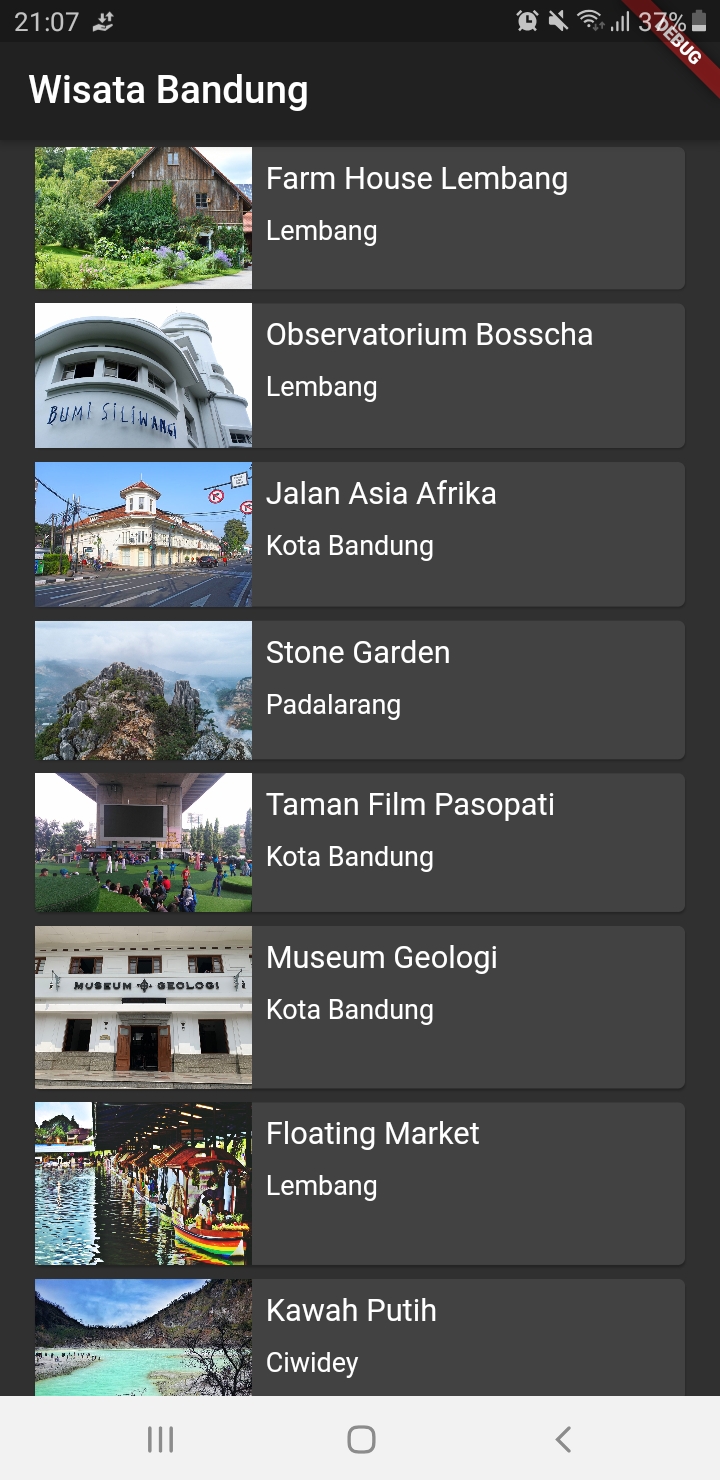 21:07
37%
DEBUG
Wisata Bandung
Farm House Lembang
Lembang
Observatorium Bosscha
Lembang
BUMI SILIWANGI
Jalan Asia Afrika
Kota Bandung
Stone Garden
Padalarang
Taman Film Pasopati
Kota Bandung
Museum Geologi
Kota Bandung
MUSEUM GEOLOGI
Floating Market
Lembang
Kawah Putih
Ciwidey